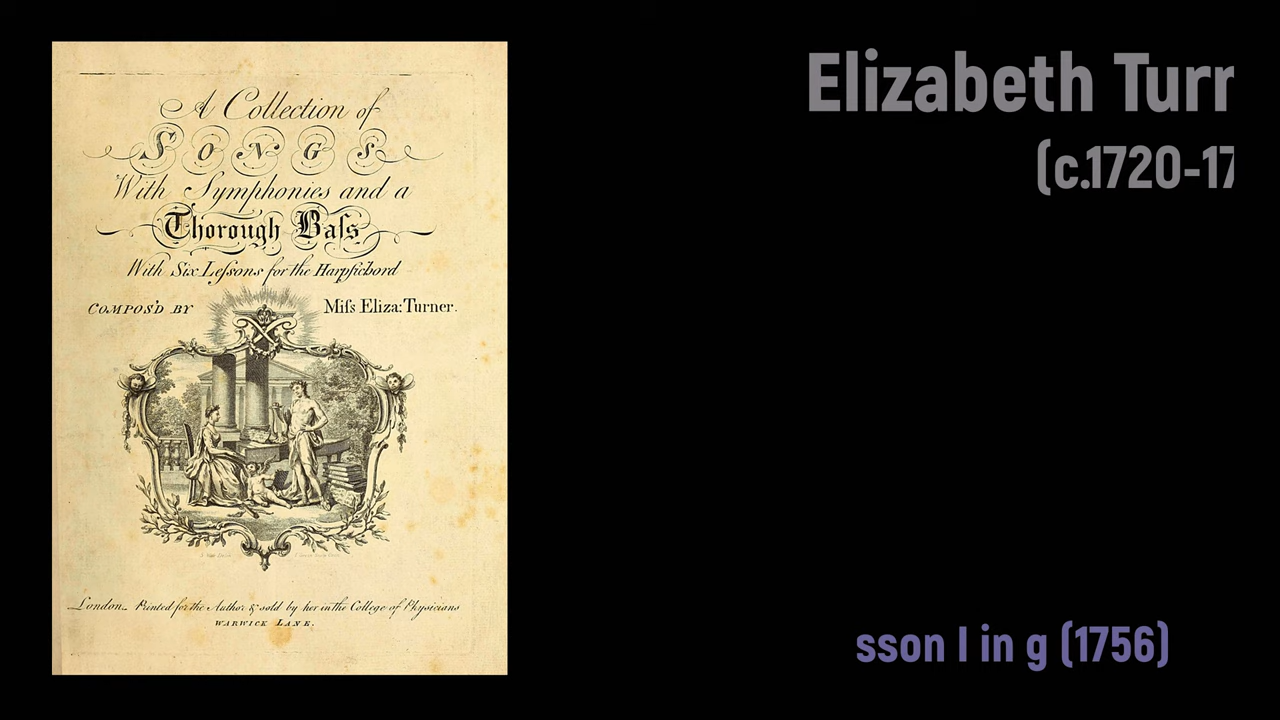 A Collection of
SONGS
With Symphonies and a
Thorough Baſs
With Six Leſsons for the Harpſichord
COMPOS'D BY Miſs Eliza: Turner.
London. Printed for the Author & sold by her in the College of Physicians
WARWICK LANE.
Elizabeth Turr
(c.1720-17
sson I in g (1756)